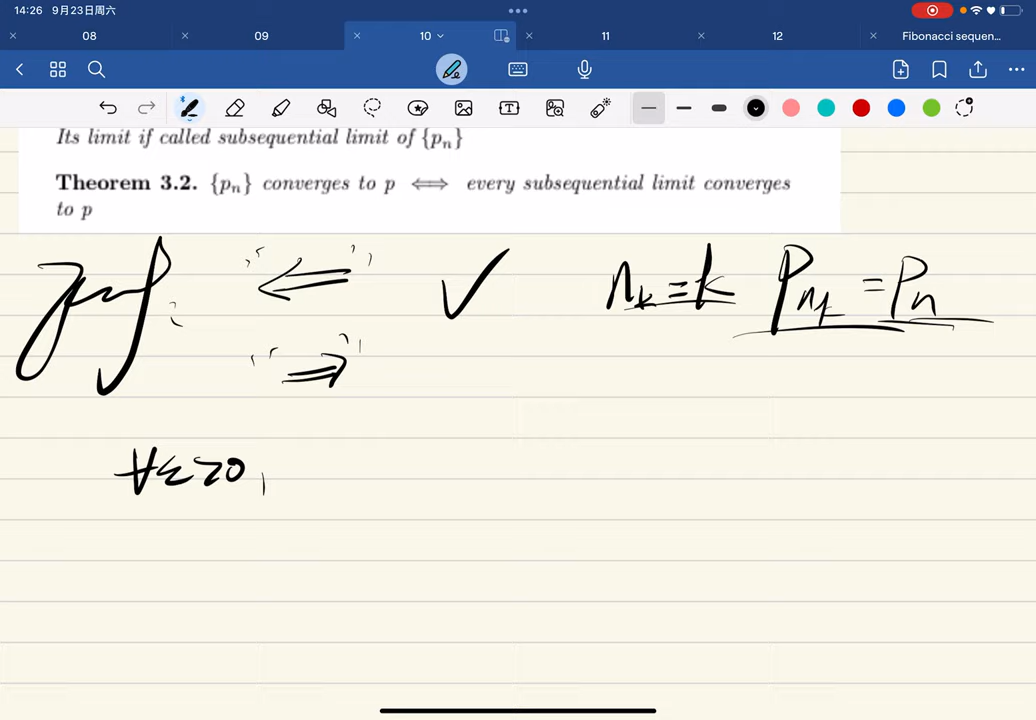 14:26 9月23日周六
08 09 10 11 12 Fibonacci sequen...
Its limit if called subsequential limit of {pₙ}
Theorem 3.2. {pₙ} converges to p ⟺ every subsequential limit converges
to p
"⟸" ✓ nₖ = k Pₙₖ = Pₙ
"⟹"
∀ε>0,